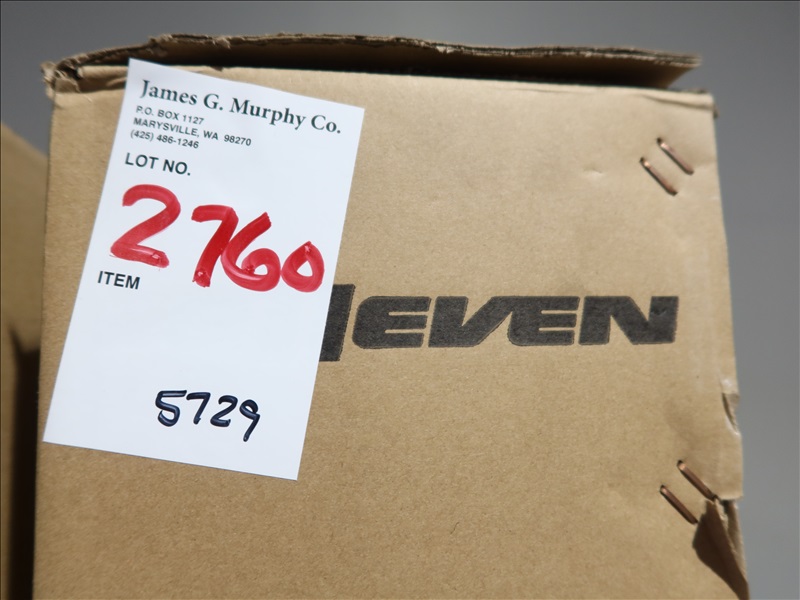 James G. Murphy Co.
P.O. BOX 1127
MARYSVILLE, WA 98270
(425) 486-1246
LOT NO.
2760
ITEM
5729